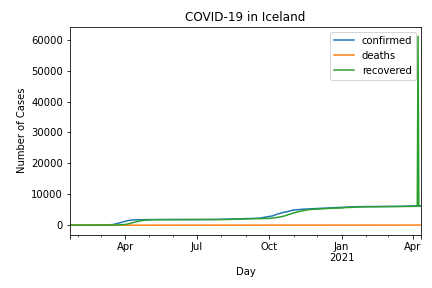 COVID-19 in Iceland
confirmed
deaths
recovered
Number of Cases
60000
50000
40000
30000
20000
10000
0
Apr
Jul
Oct
Jan
2021
Apr
Day